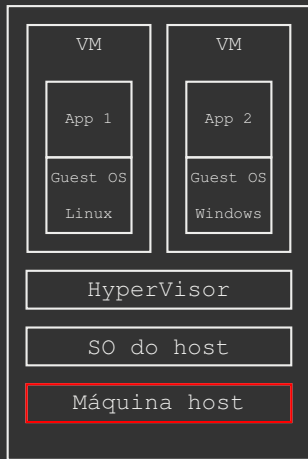 VM
App 1
Guest OS
Linux
VM
App 2
Guest OS
Windows
HyperVisor
SO do host
Máquina host